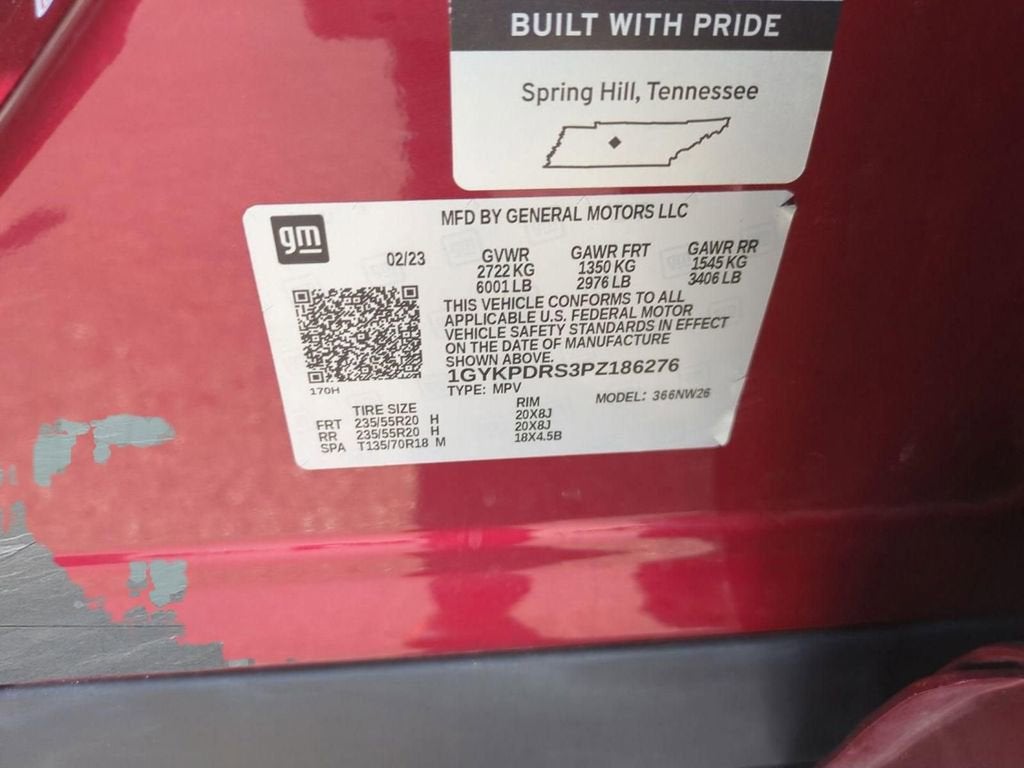 BUILT WITH PRIDE
Spring Hill, Tennessee
gm
MFD BY GENERAL MOTORS LLC
02/23 GVWR GAWR FRT GAWR RR
2722 KG 1350 KG 1545 KG
6001 LB 2976 LB 3406 LB
THIS VEHICLE CONFORMS TO ALL
APPLICABLE U.S. FEDERAL MOTOR
VEHICLE SAFETY STANDARDS IN EFFECT
ON THE DATE OF MANUFACTURE
SHOWN ABOVE.
1GYKPDRS3PZ186276
170H
TYPE: MPV MODEL: 366NW26
TIRE SIZE RIM
FRT 235/55R20 H 20X8J
RR 235/55R20 H 20X8J
SPA T135/70R18 M 18X4.5B